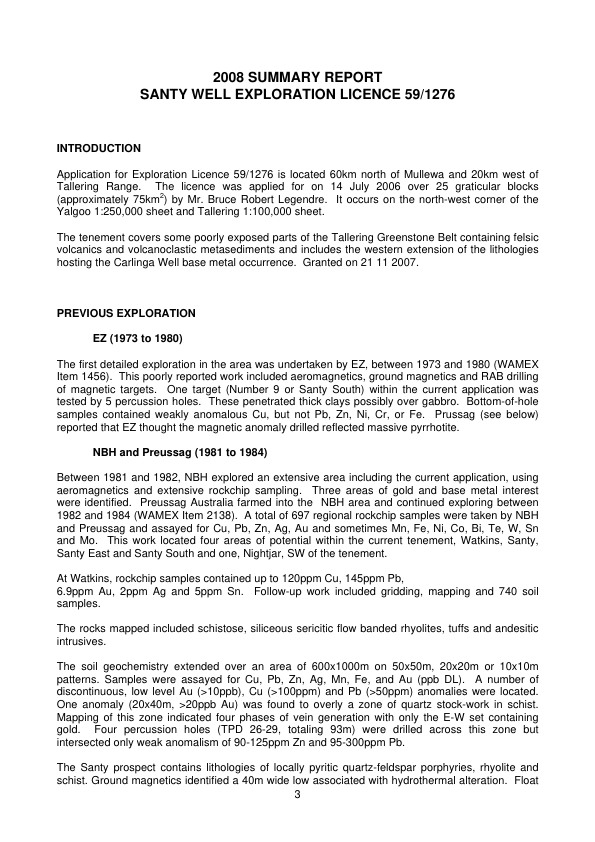 2008 SUMMARY REPORT
SANTY WELL EXPLORATION LICENCE 59/1276
INTRODUCTION
Application for Exploration Licence 59/1276 is located 60km north of Mullewa and 20km west of
Tallering Range. The licence was applied for on 14 July 2006 over 25 graticular blocks
(approximately 75km²) by Mr. Bruce Robert Legendre. It occurs on the north-west corner of the
Yalgoo 1:250,000 sheet and Tallering 1:100,000 sheet.
The tenement covers some poorly exposed parts of the Tallering Greenstone Belt containing felsic
volcanics and volcanoclastic metasediments and includes the western extension of the lithologies
hosting the Carlinga Well base metal occurrence. Granted on 21 11 2007.
PREVIOUS EXPLORATION
EZ (1973 to 1980)
The first detailed exploration in the area was undertaken by EZ, between 1973 and 1980 (WAMEX
Item 1456). This poorly reported work included aeromagnetics, ground magnetics and RAB drilling
of magnetic targets. One target (Number 9 or Santy South) within the current application was
tested by 5 percussion holes. These penetrated thick clays possibly over gabbro. Bottom-of-hole
samples contained weakly anomalous Cu, but not Pb, Zn, Ni, Cr, or Fe. Prussag (see below)
reported that EZ thought the magnetic anomaly drilled reflected massive pyrrhotite.
NBH and Preussag (1981 to 1984)
Between 1981 and 1982, NBH explored an extensive area including the current application, using
aeromagnetics and extensive rockchip sampling. Three areas of gold and base metal interest
were identified. Preussag Australia farmed into the NBH area and continued exploring between
1982 and 1984 (WAMEX Item 2138). A total of 697 regional rockchip samples were taken by NBH
and Preussag and assayed for Cu, Pb, Zn, Ag, Au and sometimes Mn, Fe, Ni, Co, Bi, Te, W, Sn
and Mo. This work located four areas of potential within the current tenement, Watkins, Santy,
Santy East and Santy South and one, Nightjar, SW of the tenement.
At Watkins, rockchip samples contained up to 120ppm Cu, 145ppm Pb,
6.9ppm Au, 2ppm Ag and 5ppm Sn. Follow-up work included gridding, mapping and 740 soil
samples.
The rocks mapped included schistose, siliceous sericitic flow banded rhyolites, tuffs and andesitic
intrusives.
The soil geochemistry extended over an area of 600x1000m on 50x50m, 20x20m or 10x10m
patterns. Samples were assayed for Cu, Pb, Zn, Ag, Mn, Fe, and Au (ppb DL). A number of
discontinuous, low level Au (>10ppb), Cu (>100ppm) and Pb (>50ppm) anomalies were located.
One anomaly (20x40m, >20ppb Au) was found to overly a zone of quartz stock-work in schist.
Mapping of this zone indicated four phases of vein generation with only the E-W set containing
gold. Four percussion holes (TPD 26-29, totaling 93m) were drilled across this zone but
intersected only weak anomalism of 90-125ppm Zn and 95-300ppm Pb.
The Santy prospect contains lithologies of locally pyritic quartz-feldspar porphyries, rhyolite and
schist. Ground magnetics identified a 40m wide low associated with hydrothermal alteration. Float
3